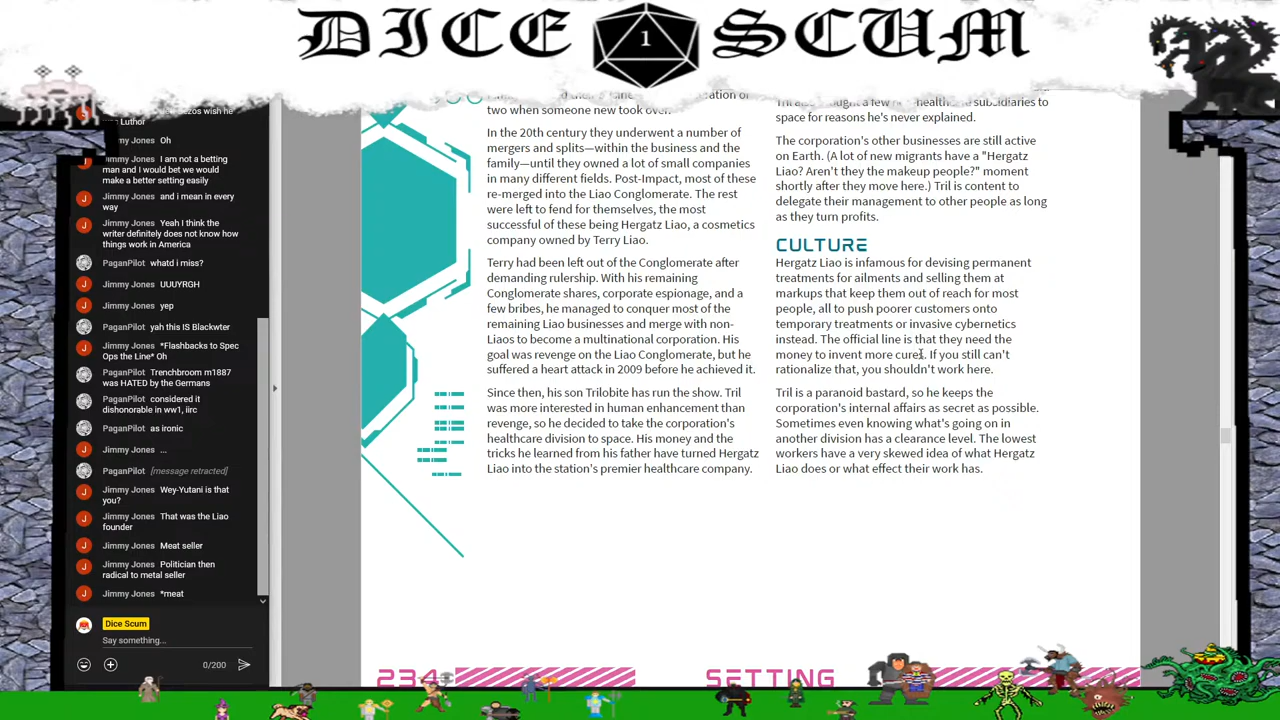 DICE 1 SCUM
wish he
Luthor
Jimmy Jones Oh
Jimmy Jones I am not a betting
man and I would bet we would
make a better setting easily
Jimmy Jones and i mean in every
way
Jimmy Jones Yeah I think the
writer definitely does not know how
things work in America
PaganPilot whatd i miss?
Jimmy Jones UUUYRGH
Jimmy Jones yep
PaganPilot yah this IS Blackwter
Jimmy Jones *Flashbacks to Spec
Ops the Line* Oh
PaganPilot Trenchbroom m1887
was HATED by the Germans
PaganPilot considered it
dishonorable in ww1, iirc
PaganPilot as ironic
Jimmy Jones ...
PaganPilot [message retracted]
Jimmy Jones Wey-Yutani is that
you?
Jimmy Jones That was the Liao
founder
Jimmy Jones Meat seller
Jimmy Jones Politician then
radical to metal seller
Jimmy Jones *meat
Dice Scum
Say something...
0/200
two when someone new took over.
In the 20th century they underwent a number of
mergers and splits—within the business and the
family—until they owned a lot of small companies
in many different fields. Post-Impact, most of these
re-merged into the Liao Conglomerate. The rest
were left to fend for themselves, the most
successful of these being Hergatz Liao, a cosmetics
company owned by Terry Liao.
Terry had been left out of the Conglomerate after
demanding rulership. With his remaining
Conglomerate shares, corporate espionage, and a
few bribes, he managed to conquer most of the
remaining Liao businesses and merge with non-
Liaos to become a multinational corporation. His
goal was revenge on the Liao Conglomerate, but he
suffered a heart attack in 2009 before he achieved it.
Since then, his son Trilobite has run the show. Tril
was more interested in human enhancement than
revenge, so he decided to take the corporation's
healthcare division to space. His money and the
tricks he learned from his father have turned Hergatz
Liao into the station's premier healthcare company.
subsidiaries to
space for reasons he's never explained.
The corporation's other businesses are still active
on Earth. (A lot of new migrants have a "Hergatz
Liao? Aren't they the makeup people?" moment
shortly after they move here.) Tril is content to
delegate their management to other people as long
as they turn profits.
CULTURE
Hergatz Liao is infamous for devising permanent
treatments for ailments and selling them at
markups that keep them out of reach for most
people, all to push poorer customers onto
temporary treatments or invasive cybernetics
instead. The official line is that they need the
money to invent more cures. If you still can't
rationalize that, you shouldn't work here.
Tril is a paranoid bastard, so he keeps the
corporation's internal affairs as secret as possible.
Sometimes even knowing what's going on in
another division has a clearance level. The lowest
workers have a very skewed idea of what Hergatz
Liao does or what effect their work has.
234
SETTING